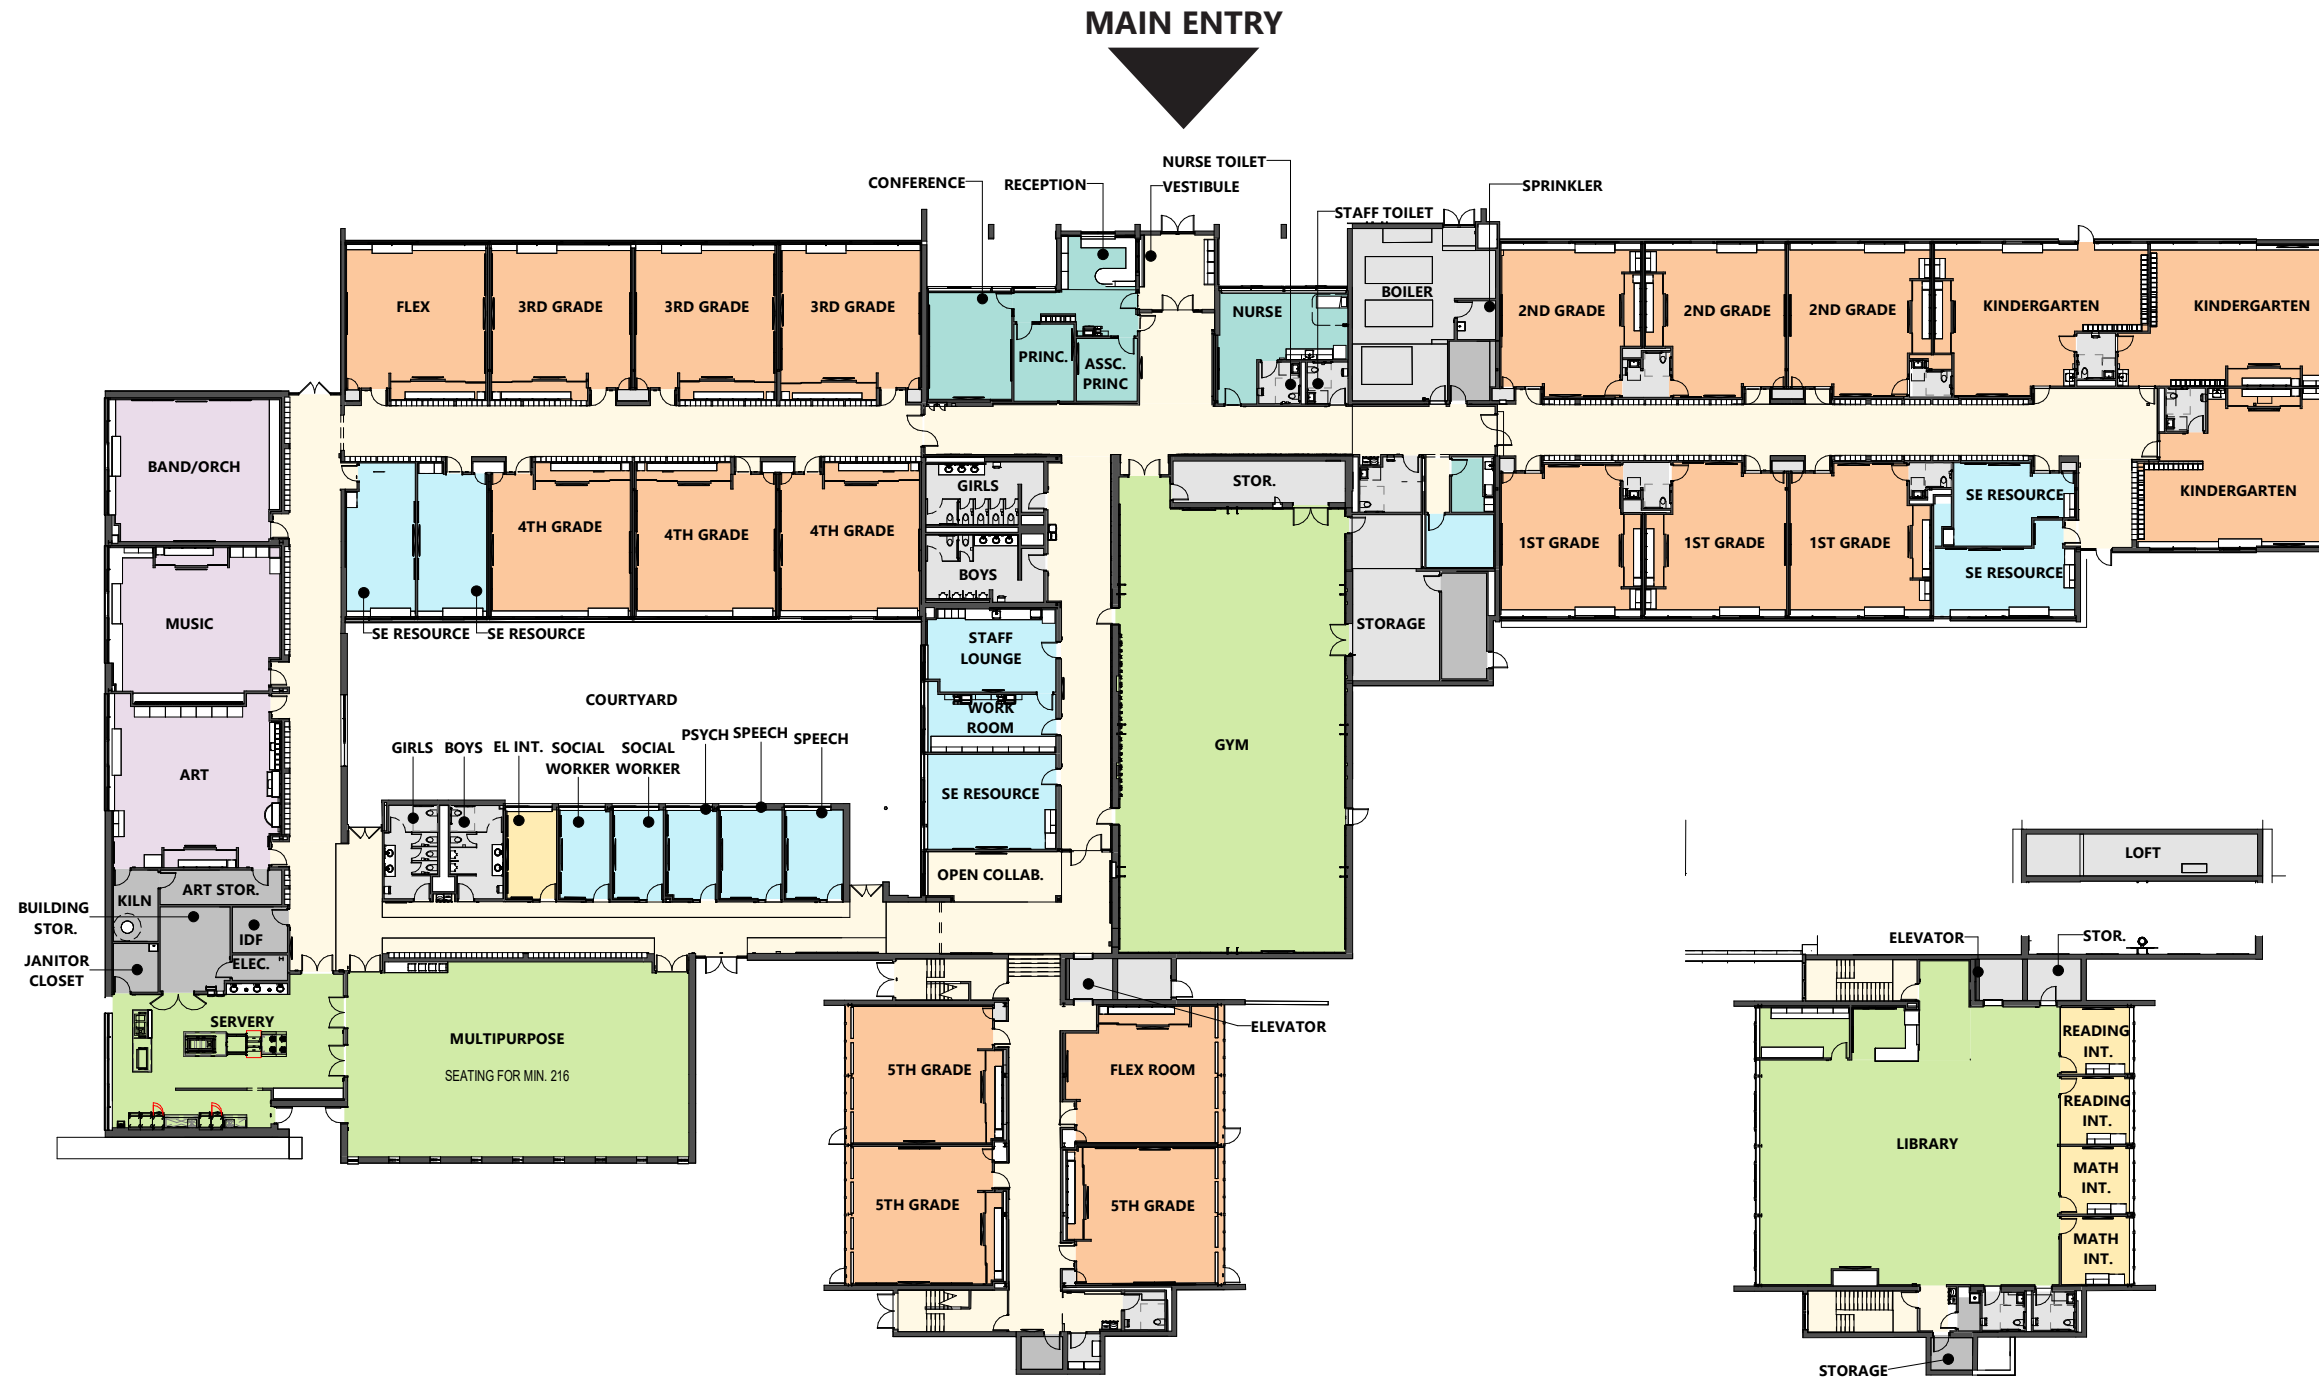 MAIN ENTRY
NURSE TOILET
CONFERENCE
RECEPTION
VESTIBULE
SPRINKLER
STAFF TOILET
FLEX
3RD GRADE
3RD GRADE
3RD GRADE
NURSE
BOILER
2ND GRADE
2ND GRADE
2ND GRADE
KINDERGARTEN
KINDERGARTEN
PRINC.
ASSC.
PRINC
BAND/ORCH
GIRLS
STOR.
SE RESOURCE
KINDERGARTEN
4TH GRADE
4TH GRADE
4TH GRADE
1ST GRADE
1ST GRADE
1ST GRADE
BOYS
SE RESOURCE
MUSIC
SE RESOURCE
SE RESOURCE
STAFF
LOUNGE
STORAGE
COURTYARD
WORK
ROOM
GYM
GIRLS
BOYS
EL INT.
SOCIAL
WORKER
SOCIAL
WORKER
PSYCH
SPEECH
SPEECH
ART
SE RESOURCE
LOFT
OPEN COLLAB.
ART STOR.
KILN
BUILDING
STOR.
IDF
ELEC.
JANITOR
CLOSET
ELEVATOR
STOR.
SERVERY
MULTIPURPOSE
SEATING FOR MIN. 216
ELEVATOR
5TH GRADE
FLEX ROOM
READING
INT.
READING
INT.
LIBRARY
MATH
INT.
5TH GRADE
5TH GRADE
MATH
INT.
STORAGE